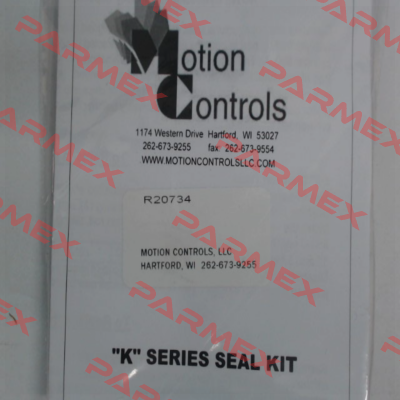 Motion
Controls
1174 Western Drive Hartford, WI 53027
262-673-9255 fax 262-673-9554
WWW.MOTIONCONTROLSLLC.COM
R20734
MOTION CONTROLS, LLC
HARTFORD, WI 262-673-9255
"K" SERIES SEAL KIT
PARMEX
PARMEX
PARMEX
PARMEX
PARMEX
PARMEX